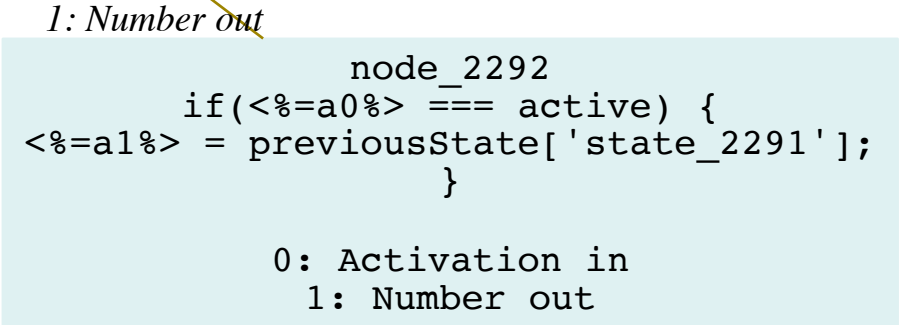 1: Number out
node_2292
if(<%=a0%> === active) {
<%=a1%> = previousState['state_2291'];
}
0: Activation in
1: Number out